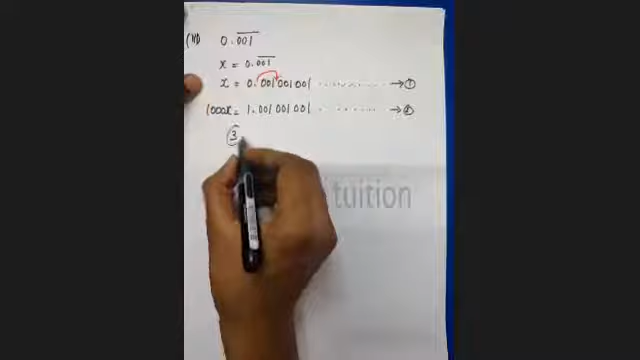 (iii) 0.‾001‾
x = 0.‾001‾
x = 0.001001001 ............... → ①
1000x = 1.001001001 .............. → ②
③
tuition